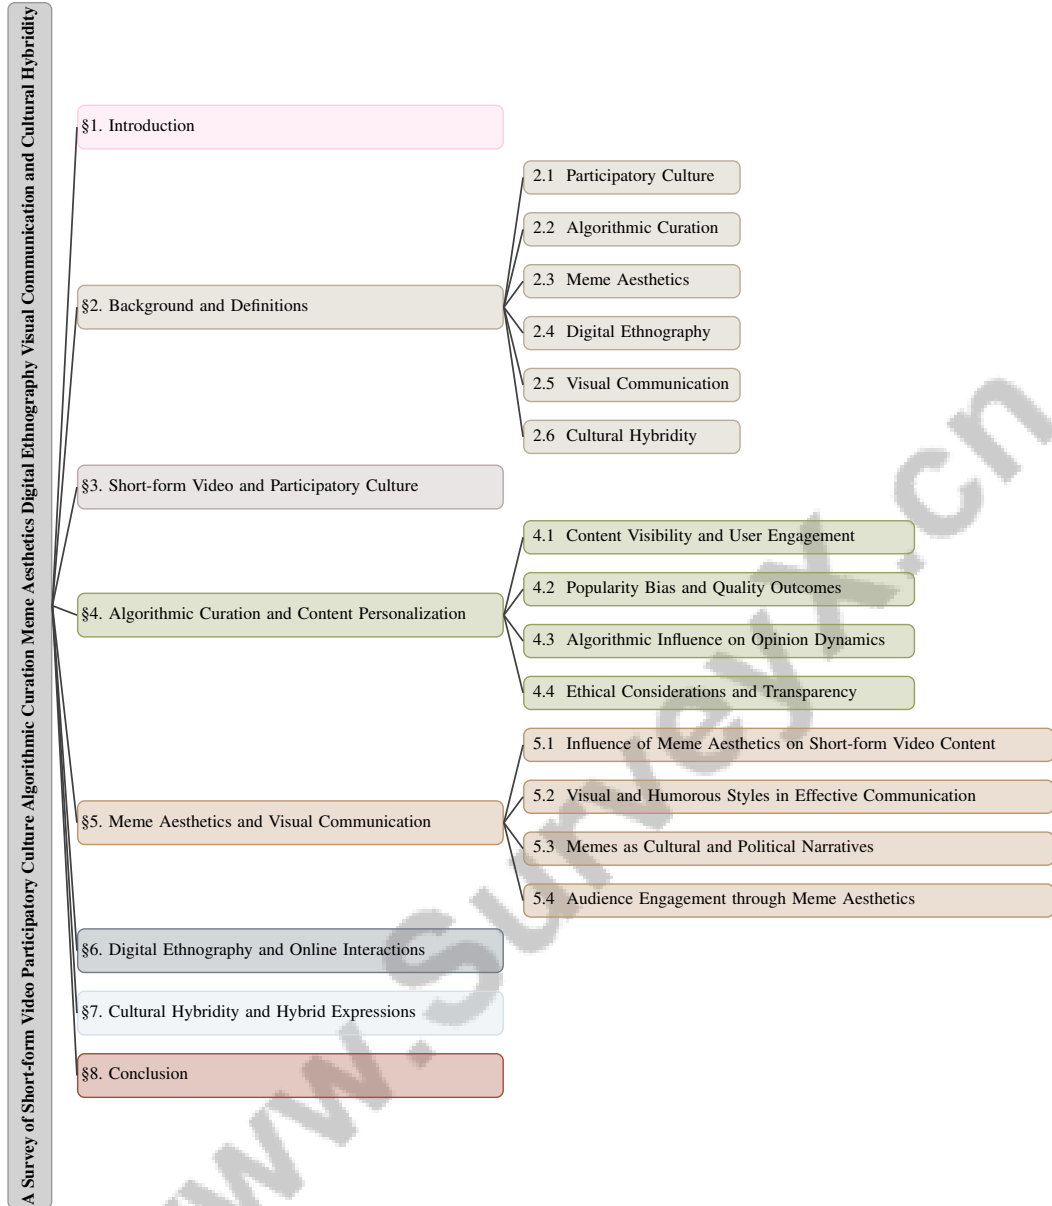 A Survey of Short-form Video Participatory Culture Algorithmic Curation Meme Aesthetics Digital Ethnography Visual Communication and Cultural Hybridity
§1. Introduction
§2. Background and Definitions
2.1 Participatory Culture
2.2 Algorithmic Curation
2.3 Meme Aesthetics
2.4 Digital Ethnography
2.5 Visual Communication
2.6 Cultural Hybridity
§3. Short-form Video and Participatory Culture
§4. Algorithmic Curation and Content Personalization
4.1 Content Visibility and User Engagement
4.2 Popularity Bias and Quality Outcomes
4.3 Algorithmic Influence on Opinion Dynamics
4.4 Ethical Considerations and Transparency
§5. Meme Aesthetics and Visual Communication
5.1 Influence of Meme Aesthetics on Short-form Video Content
5.2 Visual and Humorous Styles in Effective Communication
5.3 Memes as Cultural and Political Narratives
5.4 Audience Engagement through Meme Aesthetics
§6. Digital Ethnography and Online Interactions
§7. Cultural Hybridity and Hybrid Expressions
§8. Conclusion
www.Surveyx.cn